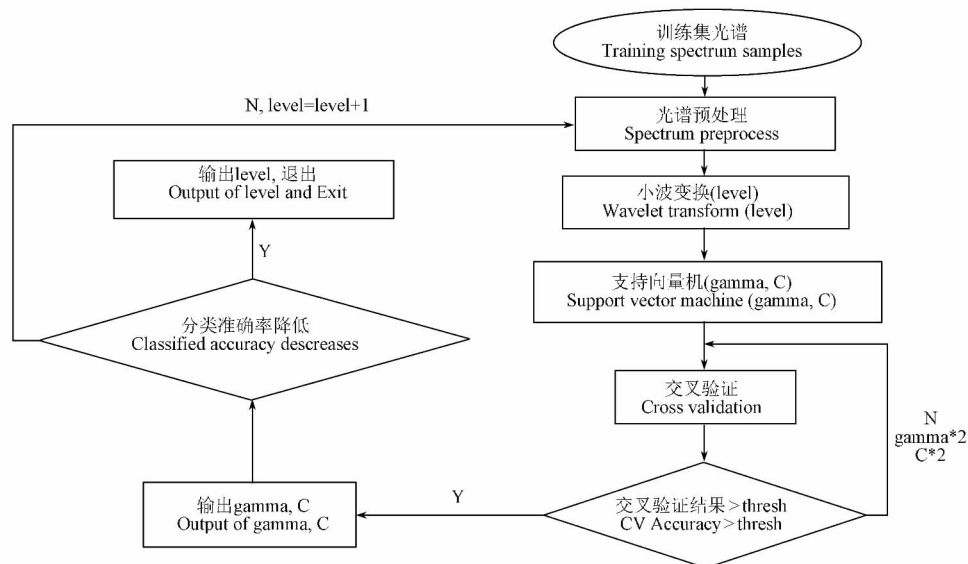 训练集光谱
Training spectrum samples
光谱预处理
Spectrum preprocess
小波变换(level)
Wavelet transform (level)
支持向量机(gamma, C)
Support vector machine (gamma, C)
交叉验证
Cross validation
N
gamma*2
C*2
交叉验证结果>thresh
CV Accuracy>thresh
Y
输出gamma, C
Output of gamma, C
分类准确率降低
Classified accuracy descreases
Y
输出level, 退出
Output of level and Exit
N, level=level+1